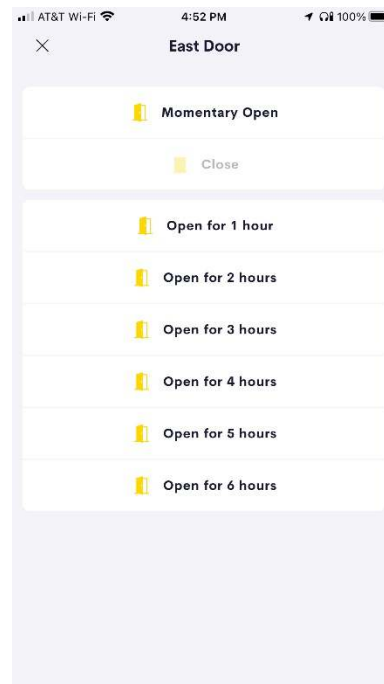 AT&T Wi-Fi 4:52 PM 100%
East Door
Momentary Open
Close
Open for 1 hour
Open for 2 hours
Open for 3 hours
Open for 4 hours
Open for 5 hours
Open for 6 hours